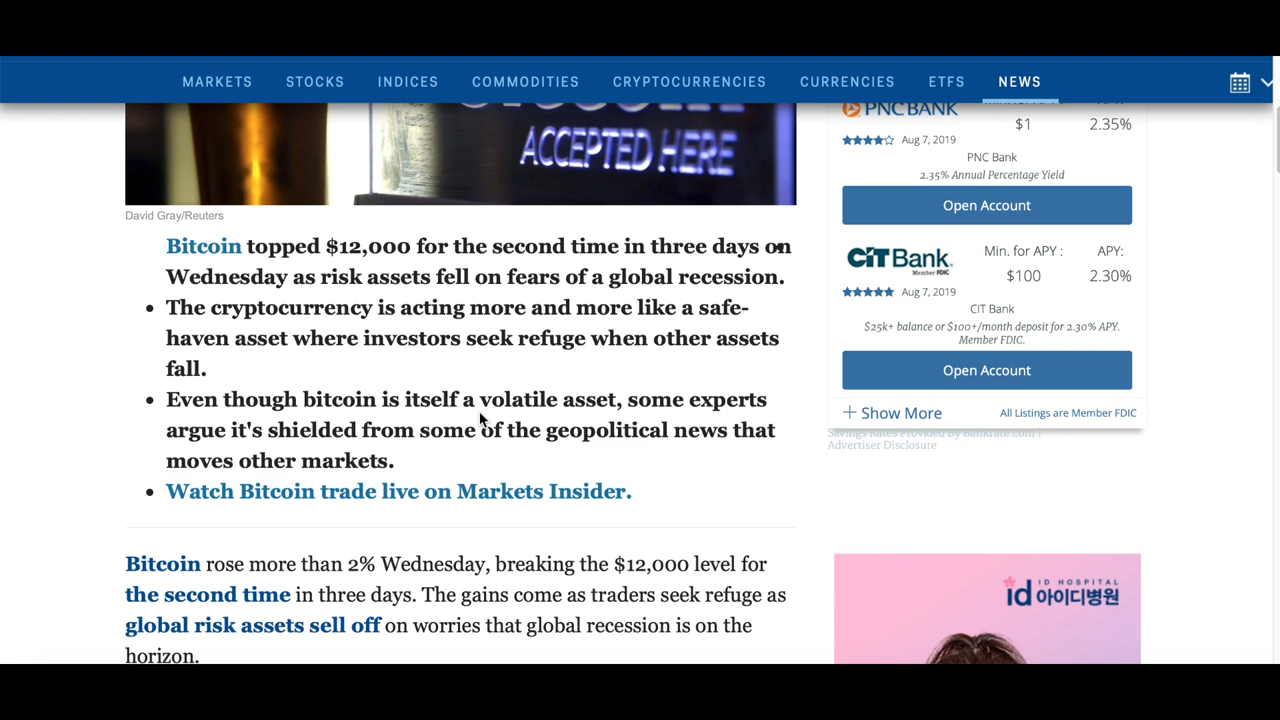 MARKETS STOCKS INDICES COMMODITIES CRYPTOCURRENCIES CURRENCIES ETFS NEWS
ACCEPTED HERE
David Gray/Reuters
Bitcoin topped $12,000 for the second time in three days on
Wednesday as risk assets fell on fears of a global recession.
The cryptocurrency is acting more and more like a safe-
haven asset where investors seek refuge when other assets
fall.
Even though bitcoin is itself a volatile asset, some experts
argue it's shielded from some of the geopolitical news that
moves other markets.
Watch Bitcoin trade live on Markets Insider.
Bitcoin rose more than 2% Wednesday, breaking the $12,000 level for
the second time in three days. The gains come as traders seek refuge as
global risk assets sell off on worries that global recession is on the
horizon.
PNC BANK
$1 2.35%
Aug 7, 2019
PNC Bank
2.35% Annual Percentage Yield
Open Account
CiT Bank
Member FDIC
Min. for APY : APY:
$100 2.30%
Aug 7, 2019
CIT Bank
$25k+ balance or $100+/month deposit for 2.30% APY.
Member FDIC.
Open Account
+ Show More All Listings are Member FDIC
Savings Rates Provided By Bankrate.com |
Advertiser Disclosure
ID HOSPITAL
id 아이디병원